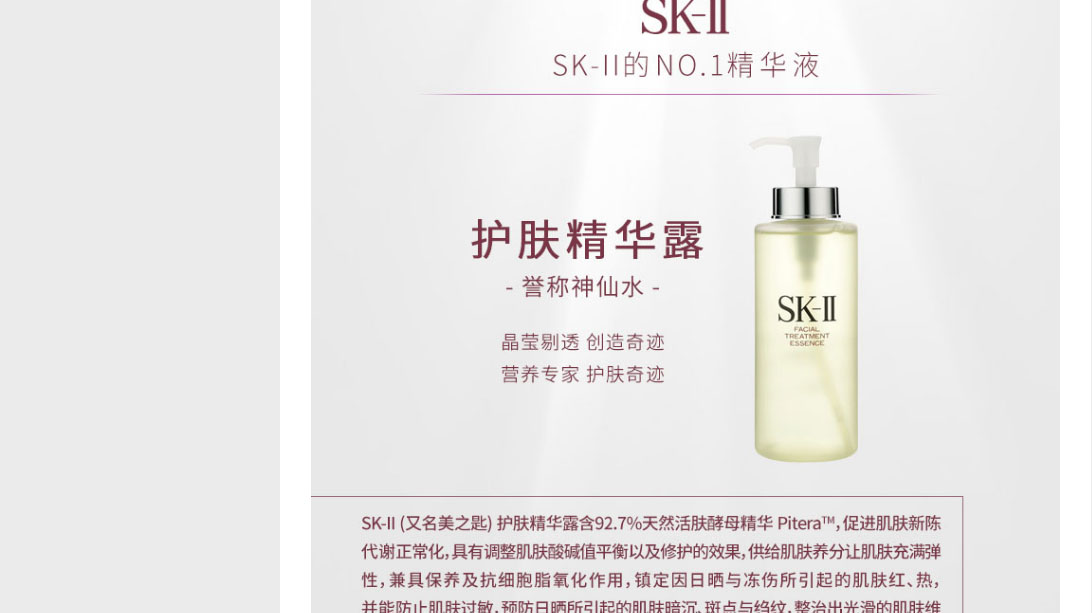 SK-II
SK-II的NO.1精华液
护肤精华露
- 誉称神仙水 -
晶莹剔透 创造奇迹
营养专家 护肤奇迹
SK-II
FACIAL
TREATMENT
ESSENCE
SK-II (又名美之匙) 护肤精华露含92.7%天然活肤酵母精华 Pitera™, 促进肌肤新陈
代谢正常化, 具有调整肌肤酸碱值平衡以及修护的效果, 供给肌肤养分让肌肤充满弹
性, 兼具保养及抗细胞脂氧化作用, 镇定因日晒与冻伤所引起的肌肤红、热,
并能防止肌肤过敏, 预防日晒所引起的肌肤暗沉、斑点与绉纹, 整治出光滑的肌肤维